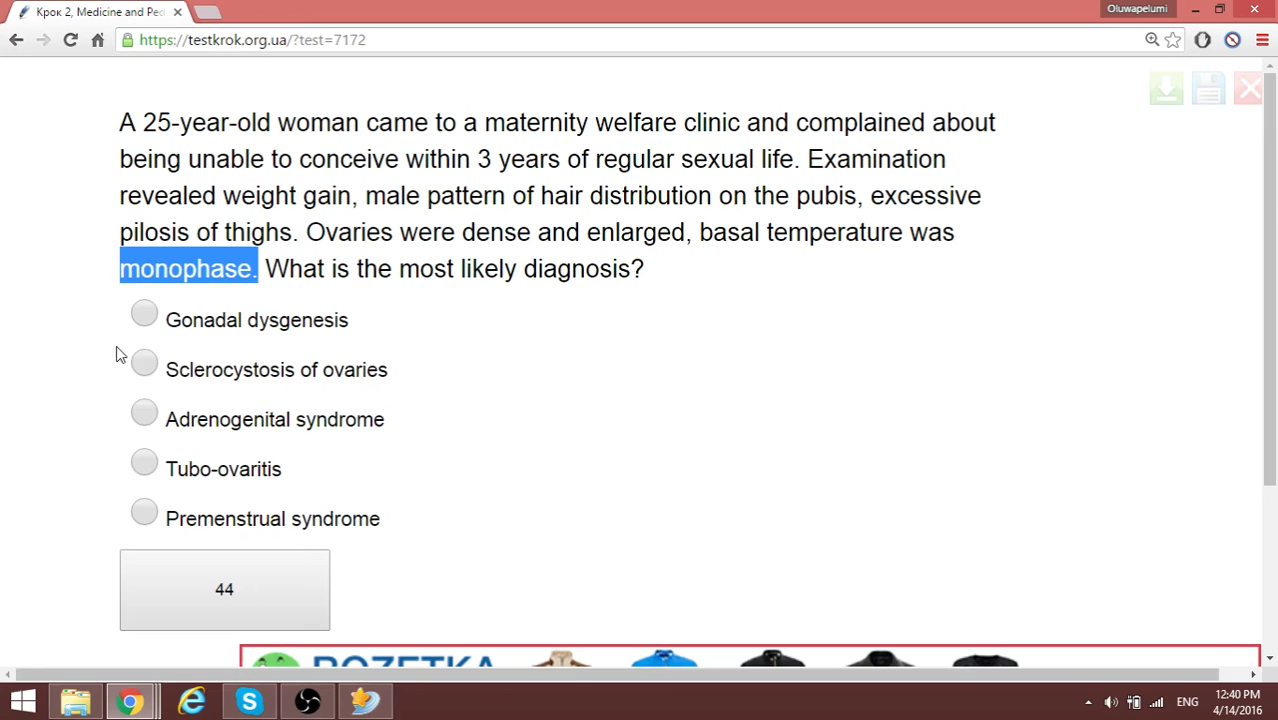 Крок 2, Medicine and Ped
Oluwapelumi
https://testkrok.org.ua/?test=7172
A 25-year-old woman came to a maternity welfare clinic and complained about
being unable to conceive within 3 years of regular sexual life. Examination
revealed weight gain, male pattern of hair distribution on the pubis, excessive
pilosis of thighs. Ovaries were dense and enlarged, basal temperature was
monophase. What is the most likely diagnosis?
Gonadal dysgenesis
Sclerocystosis of ovaries
Adrenogenital syndrome
Tubo-ovaritis
Premenstrual syndrome
44
ROZETKA
ENG
12:40 PM
4/14/2016